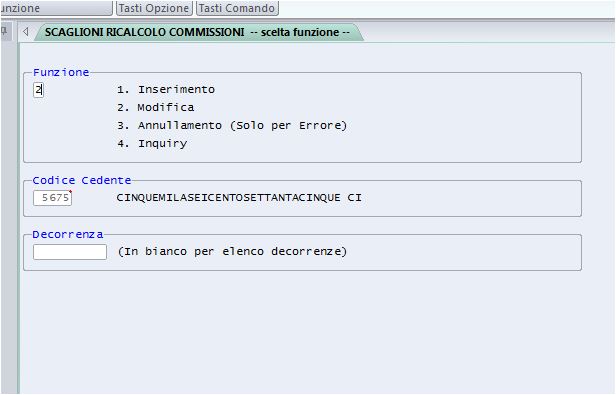 unzione Tasti Opzione Tasti Comando
SCAGLIONI RICALCOLO COMMISSIONI -- scelta funzione --
Funzione
2 1. Inserimento
2. Modifica
3. Annullamento (Solo per Errore)
4. Inquiry
Codice Cedente
5675 CINQUEMILASEICENTOSETTANTACINQUE CI
Decorrenza
(In bianco per elenco decorrenze)